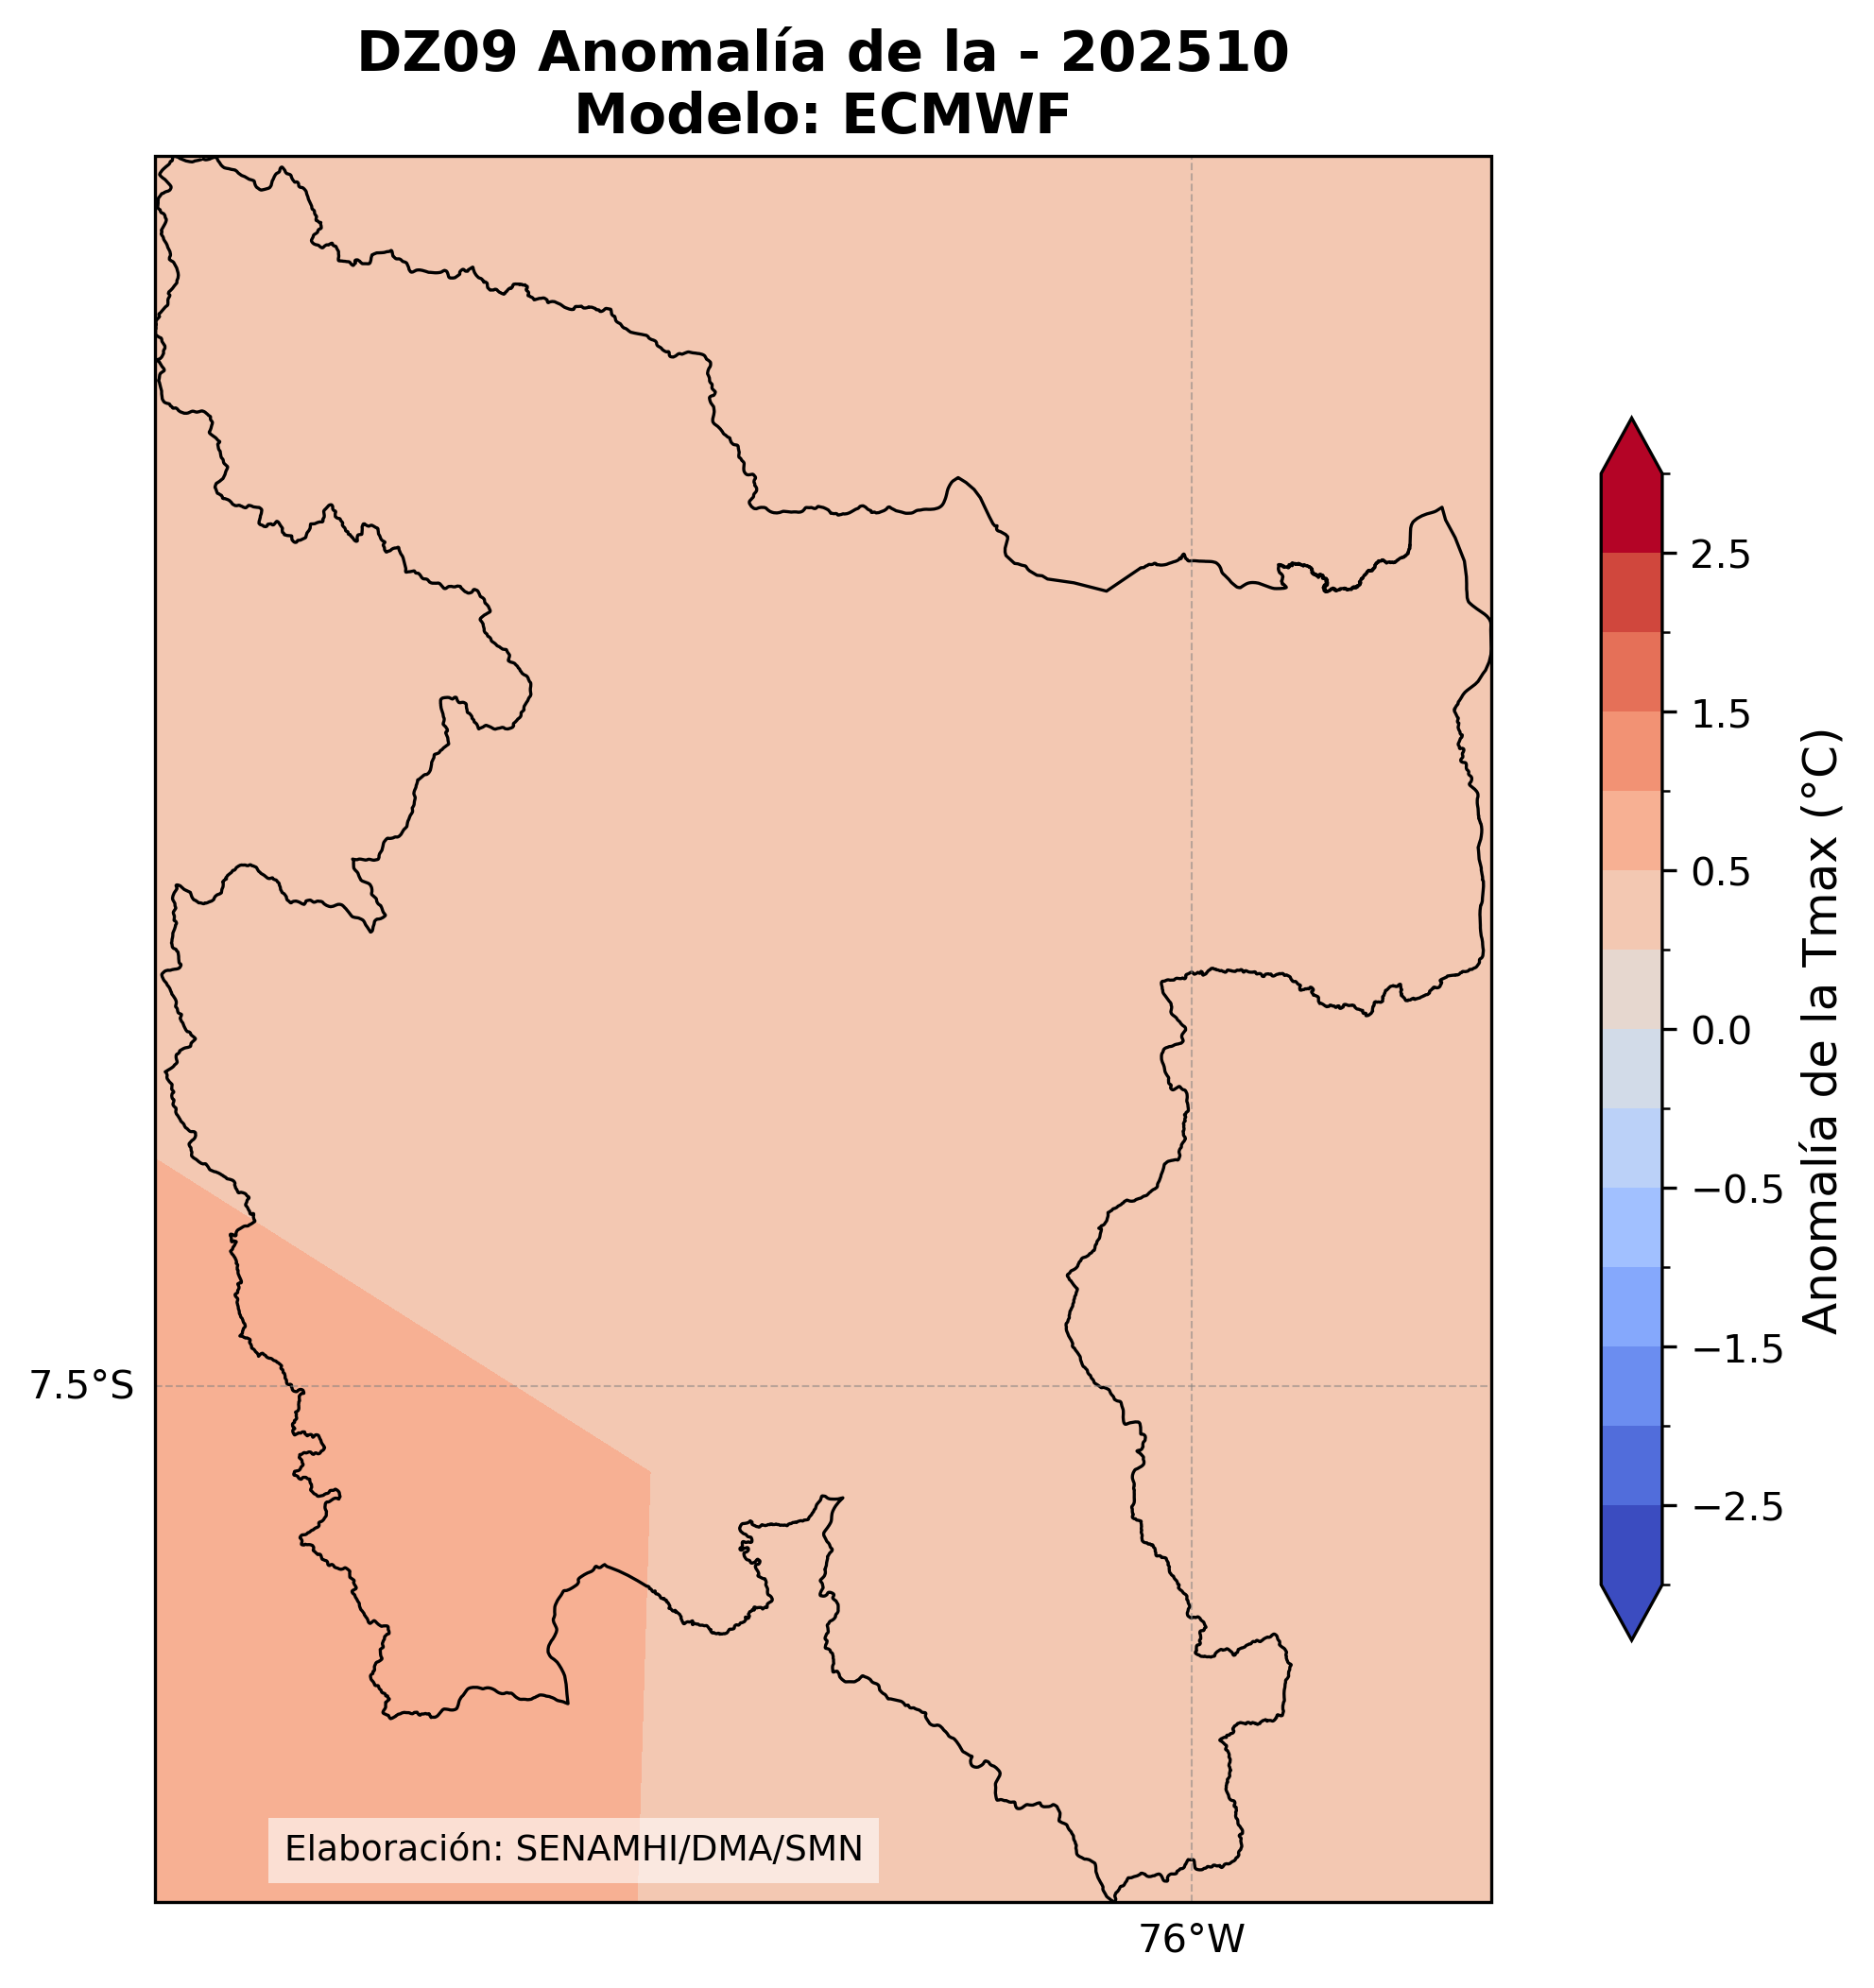 DZ09 Anomalía de la - 202510
Modelo: ECMWF
2.5
1.5
0.5
0.0
−0.5
−1.5
−2.5
Anomalía de la Tmax (°C)
7.5°S
Elaboración: SENAMHI/DMA/SMN
76°W